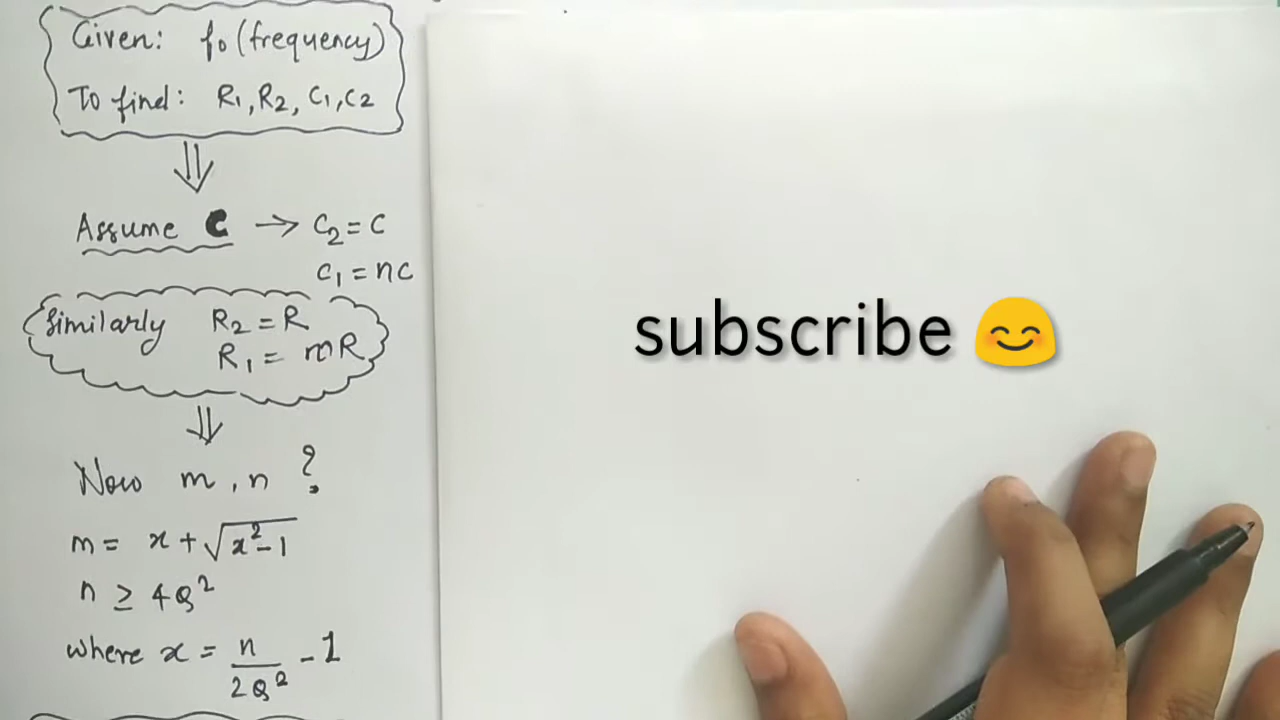 Given: f₀ (frequency)
To find: R₁, R₂, C₁, C₂
⇓
Assume C → C₂ = C
C₁ = nC
Similarly R₂ = R
R₁ = mR
⇓
Now m, n ?
m = x + √(x²-1)
n ≥ 4Q²
where x = n/2Q² - 1
subscribe 😊